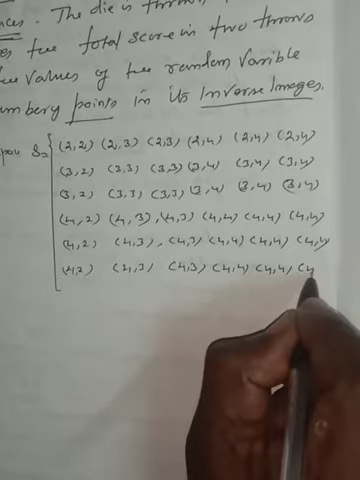 . The die is thrown
the total score in two throws
values of the random varible
points in its Inverse Images.
S = { (2,2) (2,3) (2,3) (2,4) (2,4) (2,4)
(3,2) (3,3) (3,3) (3,4) (3,4) (3,4)
(3,2) (3,3) (3,3) (3,4) (3,4) (3,4)
(4,2) (4,3), (4,3) (4,4) (4,4) (4,4)
(4,2) (4,3), (4,3) (4,4) (4,4) (4,4)
(4,2) (4,3) (4,3) (4,4) (4,4) (4